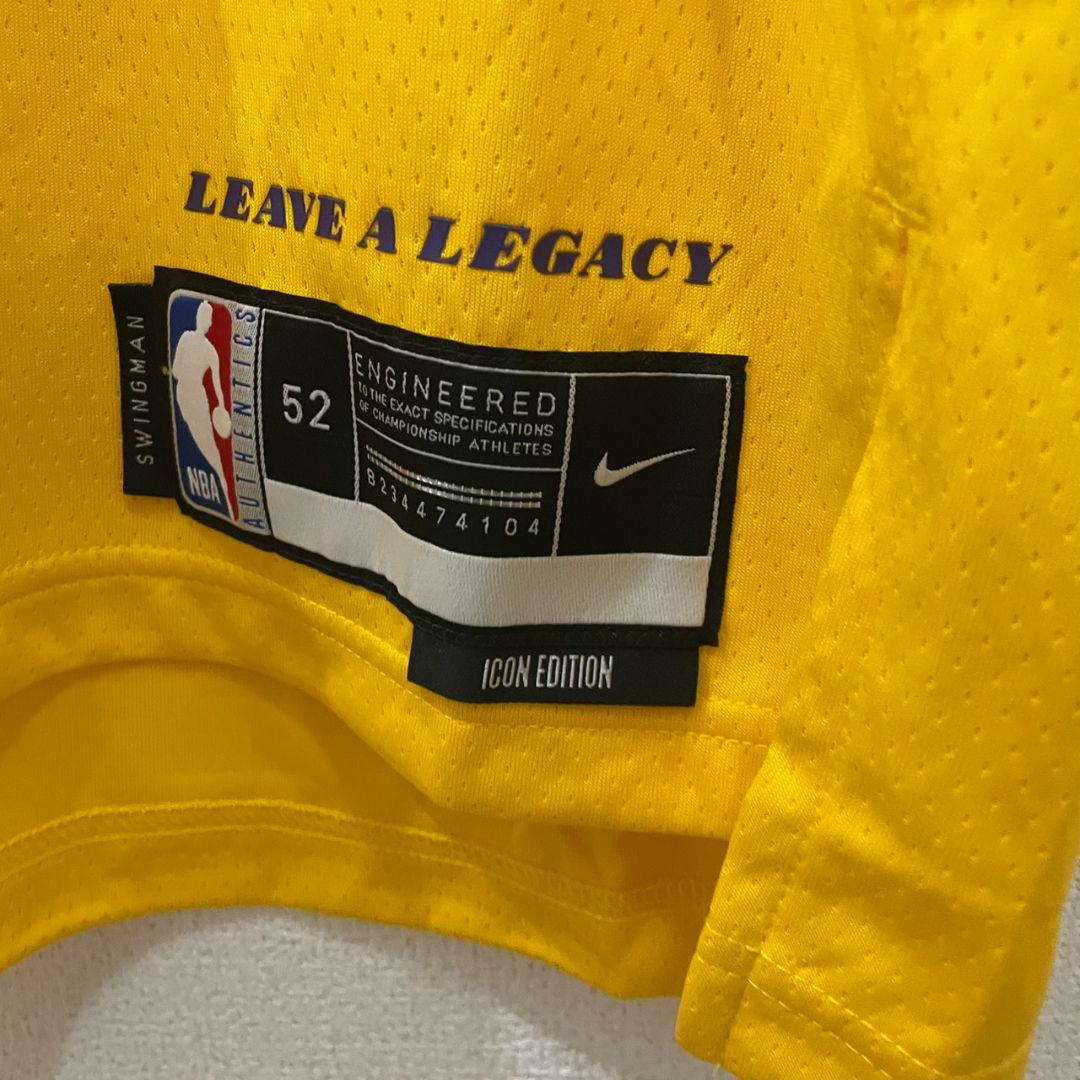 LEAVE A LEGACY
SWINGMAN
NBA
AUTHENTICS
52
ENGINEERED
TO THE EXACT SPECIFICATIONS
OF CHAMPIONSHIP ATHLETES
B234474104
ICON EDITION